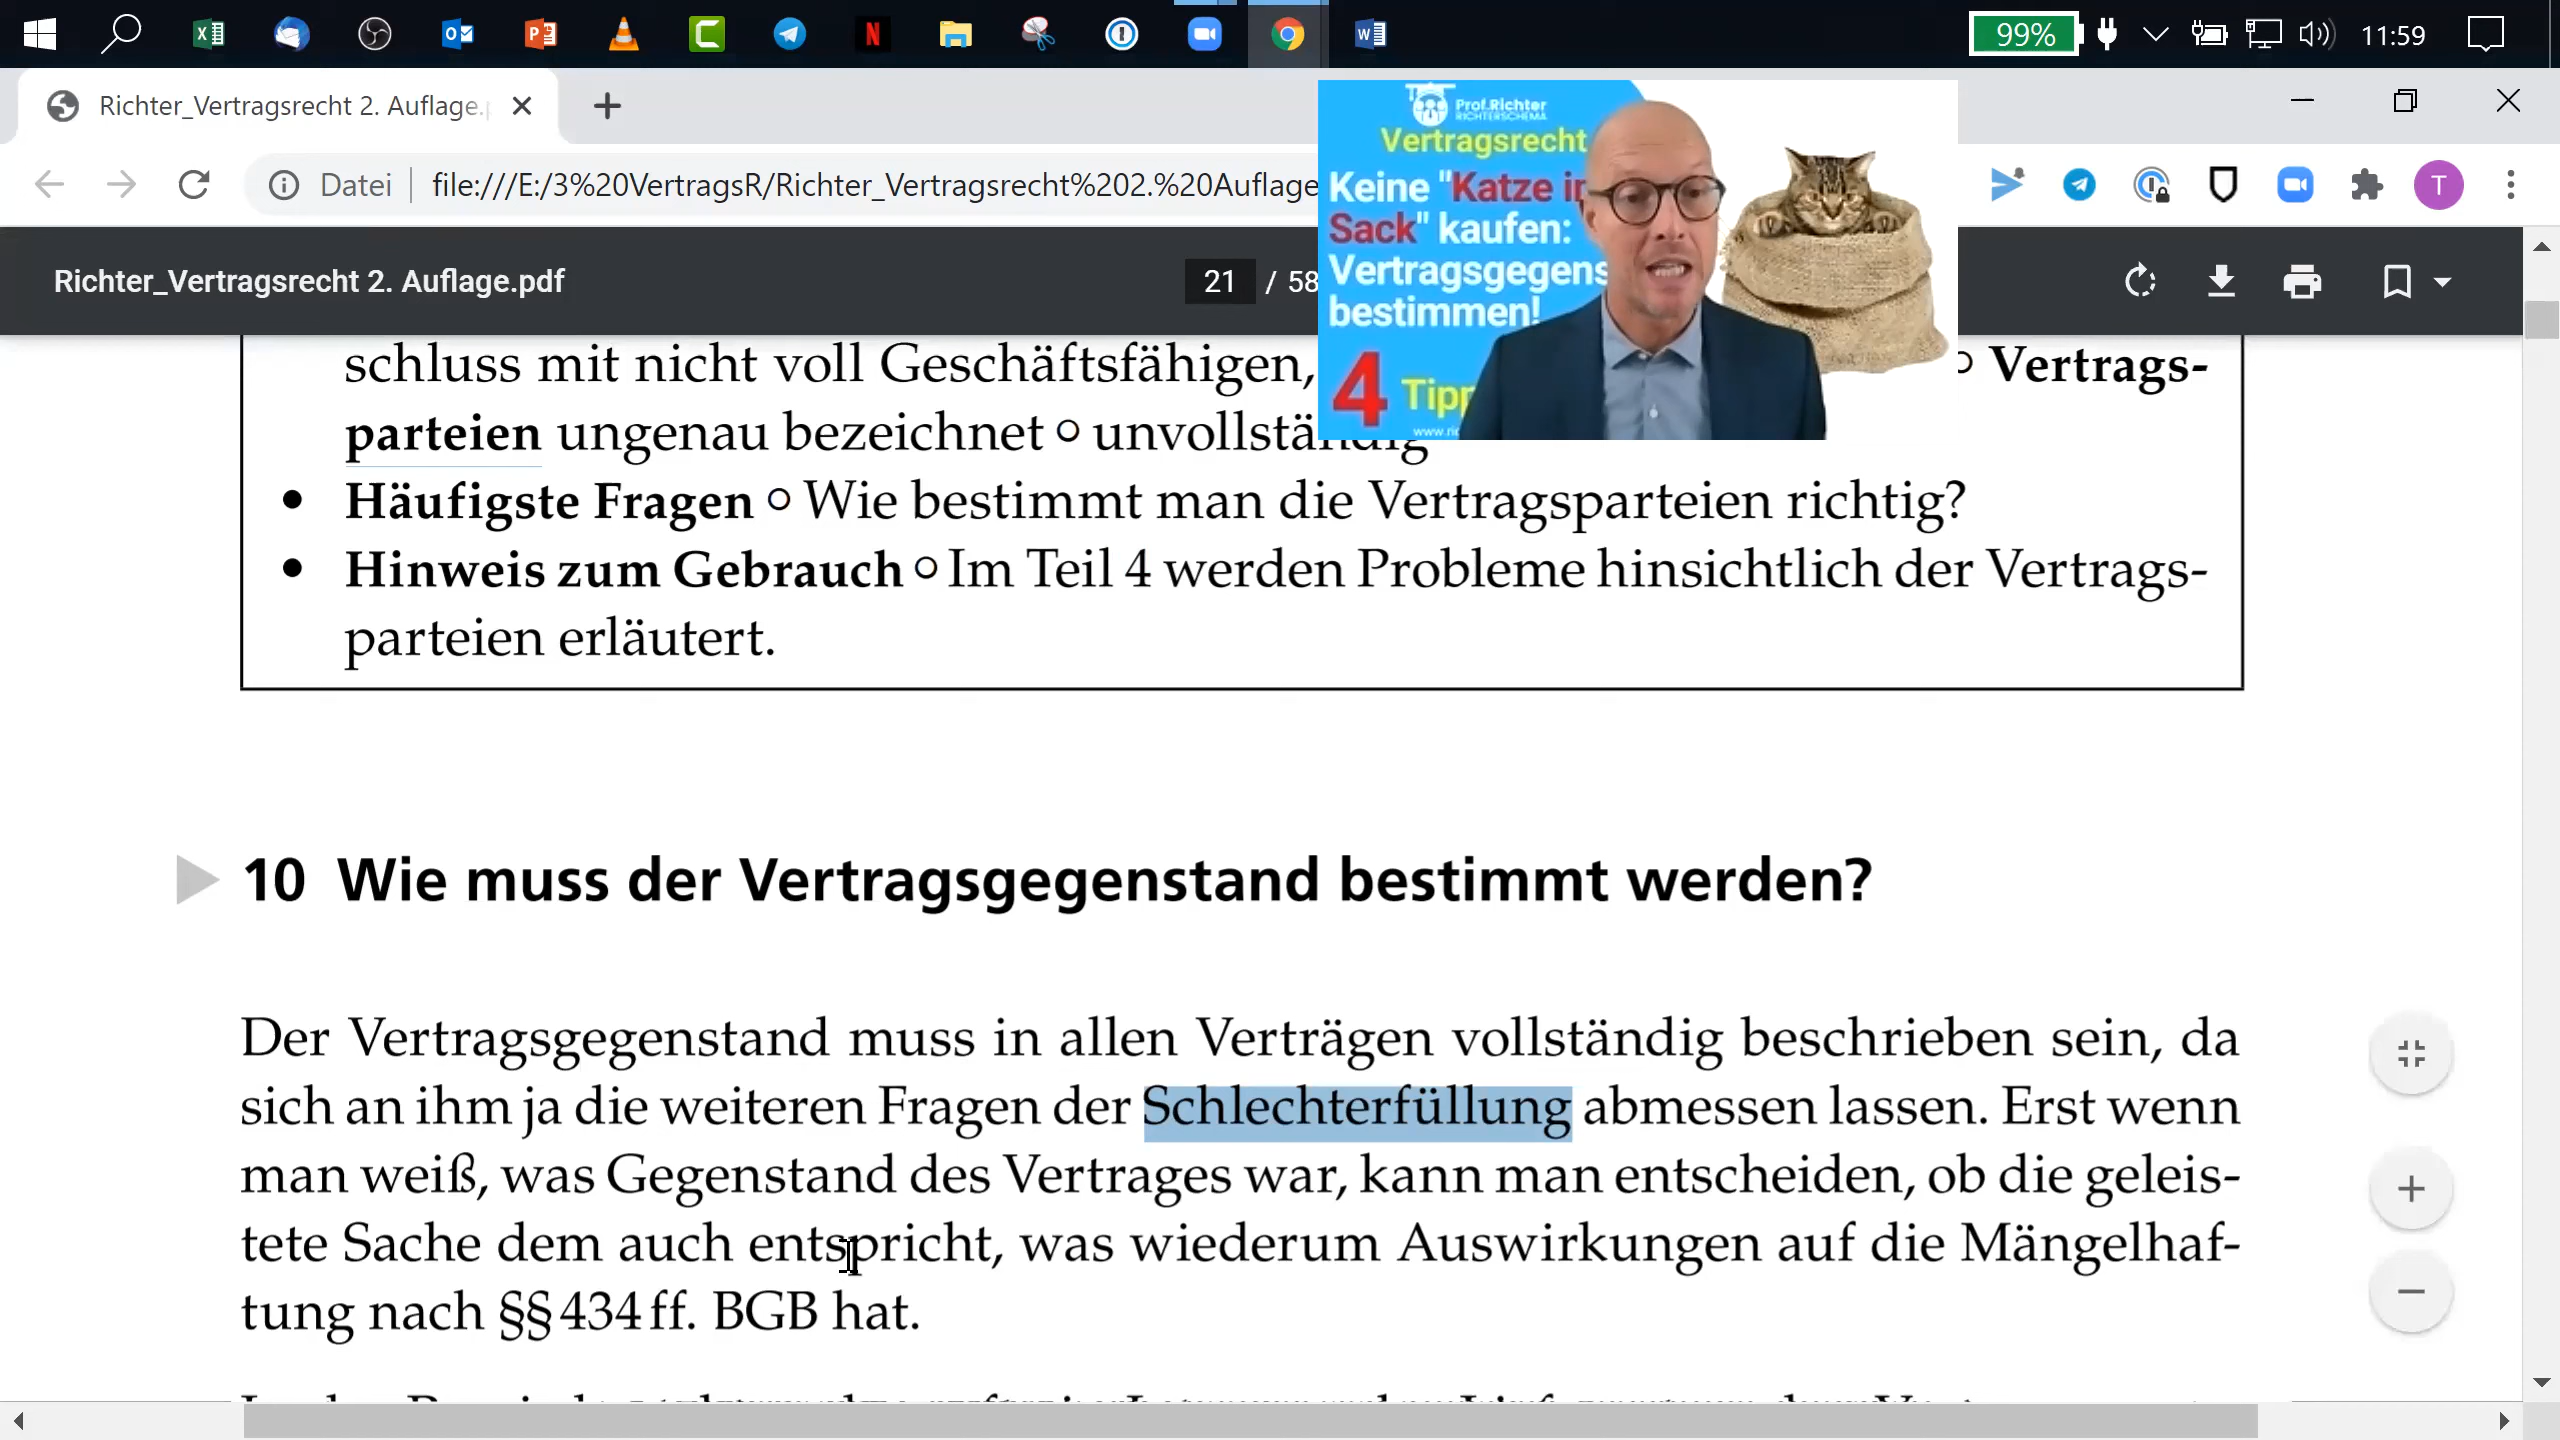 99%
11:59
Richter_Vertragsrecht 2. Auflage.p
Datei
file:///E:/3%20VertragsR/Richter_Vertragsrecht%202.%20Auflage
T
Richter_Vertragsrecht 2. Auflage.pdf
21 / 58
Prof.Richter
RICHTERSCHEMA
Vertragsrecht
Keine "Katze in
Sack" kaufen:
Vertragsgegens
bestimmen!
4 Tipp
schluss mit nicht voll Geschäftsfähigen,
○ Vertrags-
parteien ungenau bezeichnet ○ unvollständig
• Häufigste Fragen ○ Wie bestimmt man die Vertragsparteien richtig?
• Hinweis zum Gebrauch ○ Im Teil 4 werden Probleme hinsichtlich der Vertrags-
parteien erläutert.
10 Wie muss der Vertragsgegenstand bestimmt werden?
Der Vertragsgegenstand muss in allen Verträgen vollständig beschrieben sein, da
sich an ihm ja die weiteren Fragen der Schlechterfüllung abmessen lassen. Erst wenn
man weiß, was Gegenstand des Vertrages war, kann man entscheiden, ob die geleis-
tete Sache dem auch entspricht, was wiederum Auswirkungen auf die Mängelhaf-
tung nach §§ 434 ff. BGB hat.